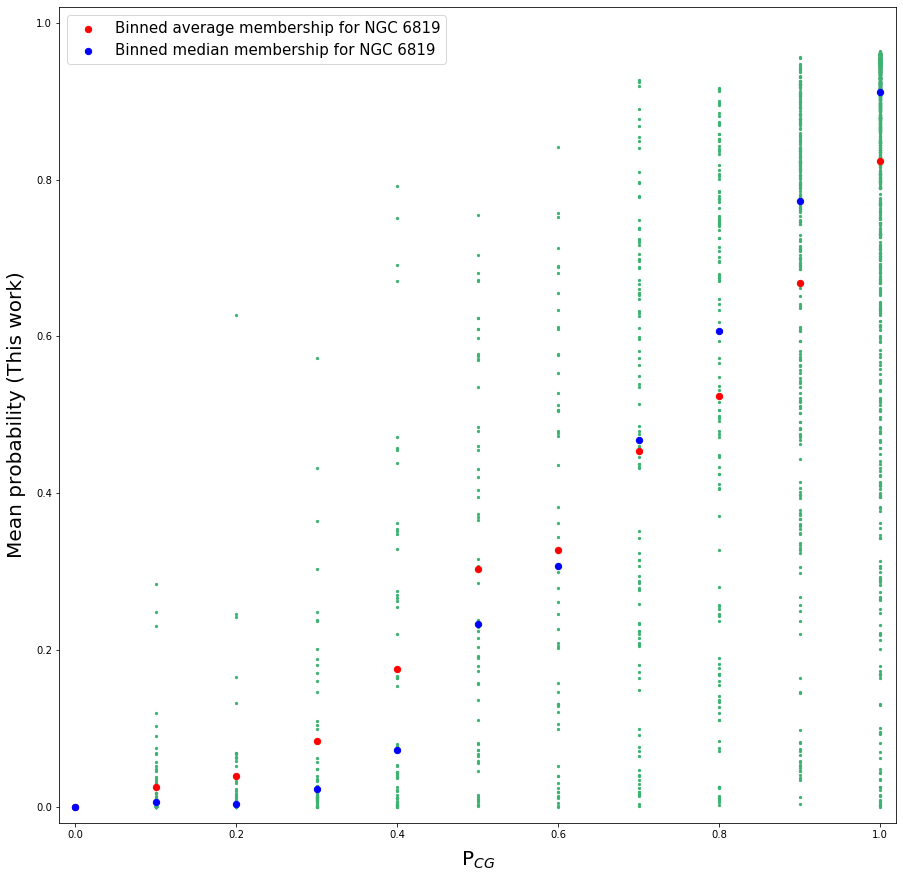 Binned average membership for NGC 6819
Binned median membership for NGC 6819
Mean probability (This work)
1.0
0.8
0.6
0.4
0.2
0.0
0.0 0.2 0.4 0.6 0.8 1.0
P_CG